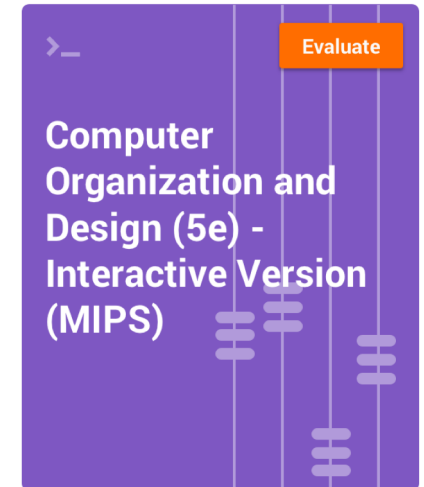 Evaluate
Computer
Organization and
Design (5e) -
Interactive Version
(MIPS)